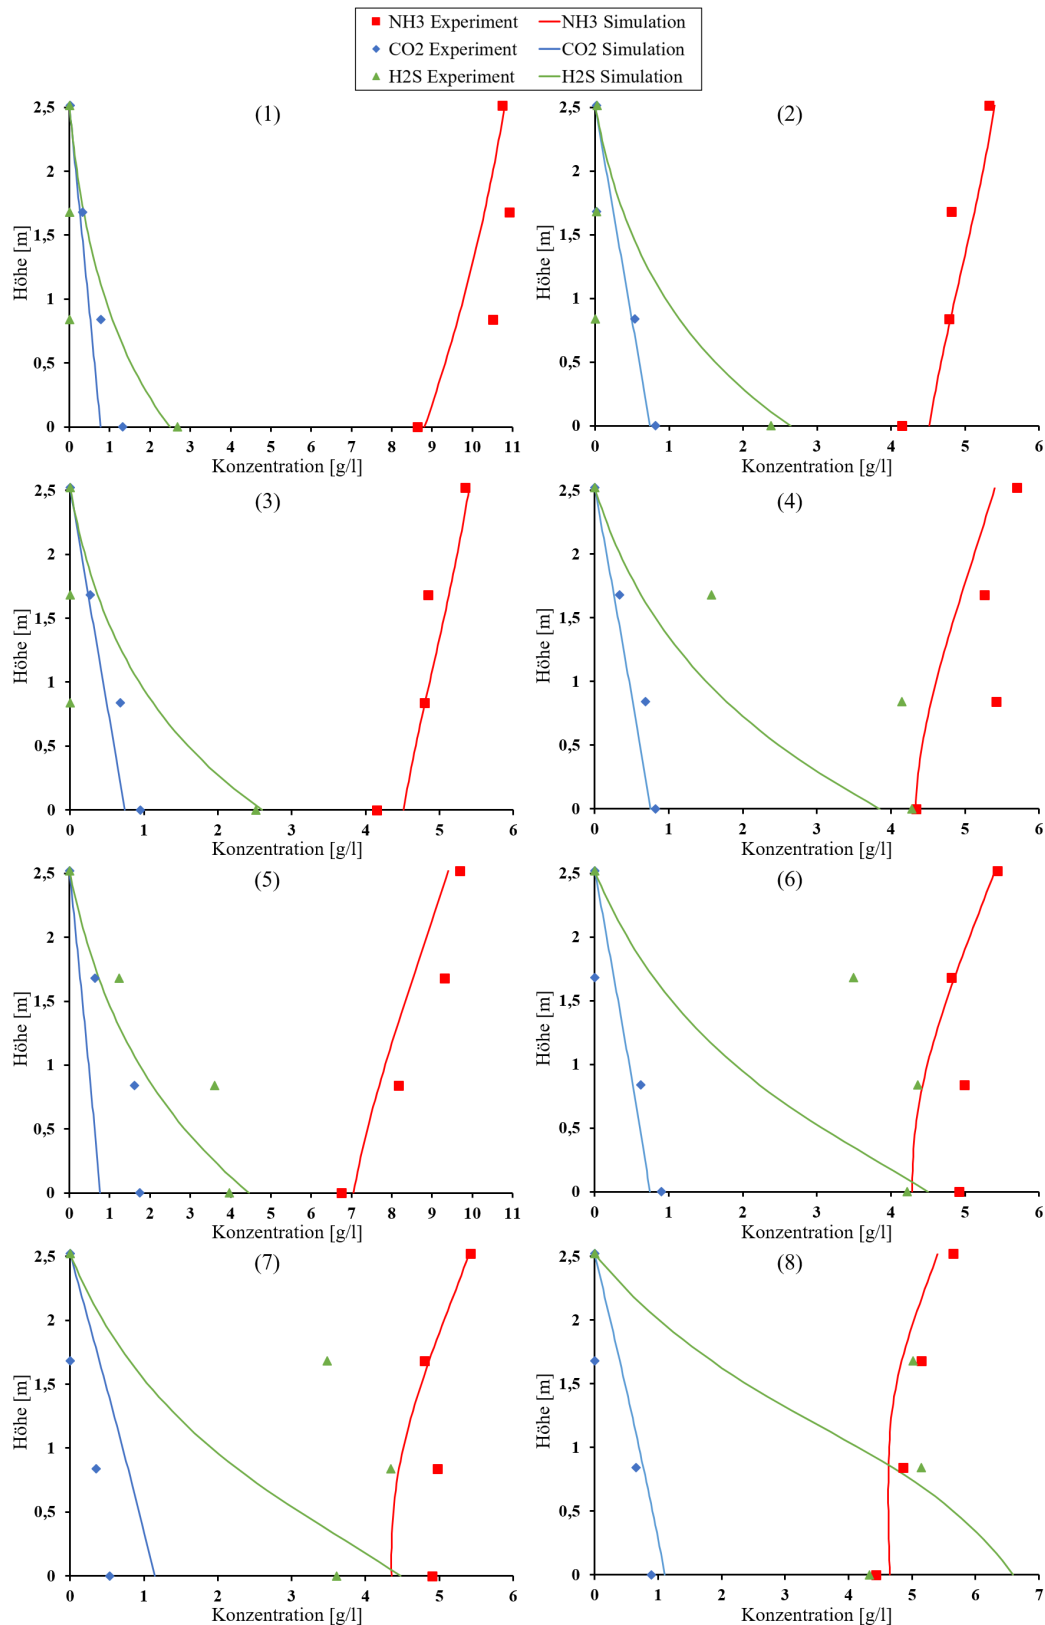 NH3 Experiment NH3 Simulation
CO2 Experiment CO2 Simulation
H2S Experiment H2S Simulation
(1)
2,5
2
1,5
1
0,5
0
Höhe [m]
0 1 2 3 4 5 6 7 8 9 10 11
Konzentration [g/l]
(2)
2,5
2
1,5
1
0,5
0
Höhe [m]
0 1 2 3 4 5 6
Konzentration [g/l]
(3)
2,5
2
1,5
1
0,5
0
Höhe [m]
0 1 2 3 4 5 6
Konzentration [g/l]
(4)
2,5
2
1,5
1
0,5
0
Höhe [m]
0 1 2 3 4 5 6
Konzentration [g/l]
(5)
2,5
2
1,5
1
0,5
0
Höhe [m]
0 1 2 3 4 5 6 7 8 9 10 11
Konzentration [g/l]
(6)
2,5
2
1,5
1
0,5
0
Höhe [m]
0 1 2 3 4 5 6
Konzentration [g/l]
(7)
2,5
2
1,5
1
0,5
0
Höhe [m]
0 1 2 3 4 5 6
Konzentration [g/l]
(8)
2,5
2
1,5
1
0,5
0
Höhe [m]
0 1 2 3 4 5 6 7
Konzentration [g/l]